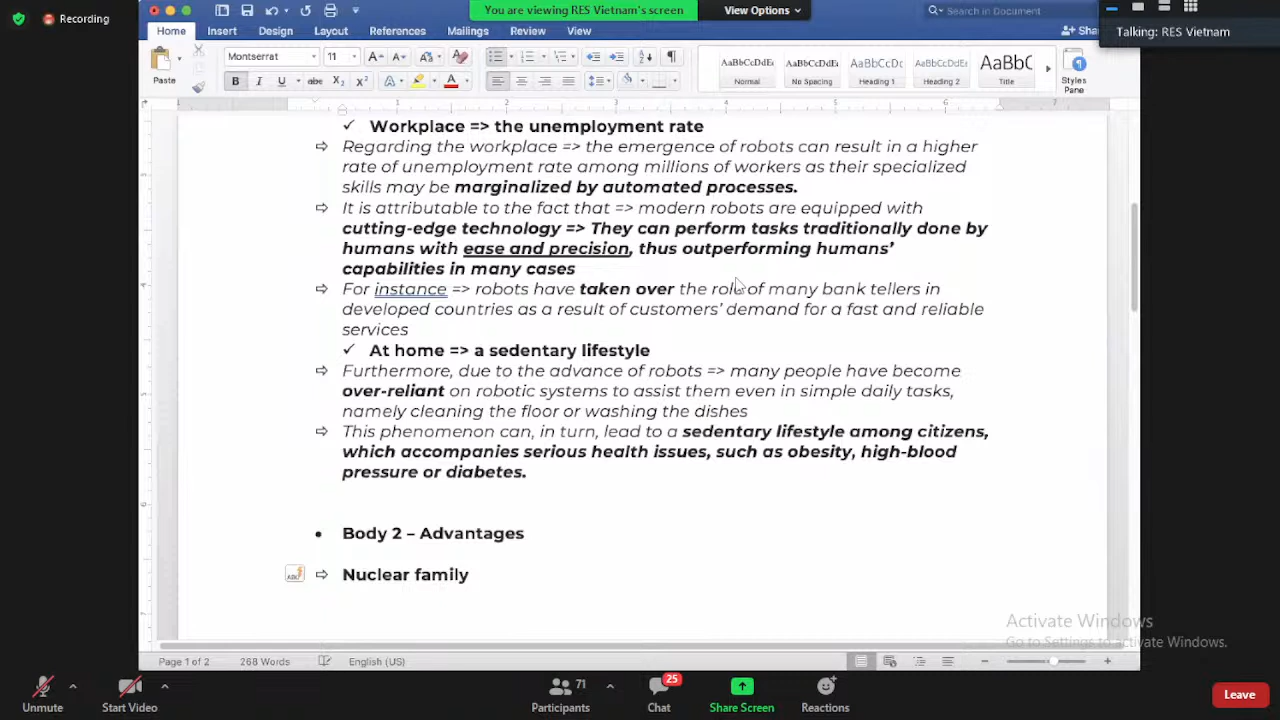 Recording
You are viewing RES Vietnam's screen
View Options
Search in Document
Talking: RES Vietnam
Home
Insert
Design
Layout
References
Mailings
Review
View
Paste
Montserrat
11
AaBbCcDdEe
Normal
AaBbCcDdEe
No Spacing
AaBbCcDc
Heading 1
AaBbCcDdEe
Heading 2
AaBbC
Title
Styles
Pane
Workplace => the unemployment rate
Regarding the workplace => the emergence of robots can result in a higher
rate of unemployment rate among millions of workers as their specialized
skills may be marginalized by automated processes.
It is attributable to the fact that => modern robots are equipped with
cutting-edge technology => They can perform tasks traditionally done by
humans with ease and precision, thus outperforming humans'
capabilities in many cases
For instance => robots have taken over the role of many bank tellers in
developed countries as a result of customers' demand for a fast and reliable
services
At home => a sedentary lifestyle
Furthermore, due to the advance of robots => many people have become
over-reliant on robotic systems to assist them even in simple daily tasks,
namely cleaning the floor or washing the dishes
This phenomenon can, in turn, lead to a sedentary lifestyle among citizens,
which accompanies serious health issues, such as obesity, high-blood
pressure or diabetes.
Body 2 – Advantages
Nuclear family
Activate Windows
Go to Settings to activate Windows.
Page 1 of 2
268 Words
English (US)
Unmute
Start Video
71
Participants
25
Chat
Share Screen
Reactions
Leave